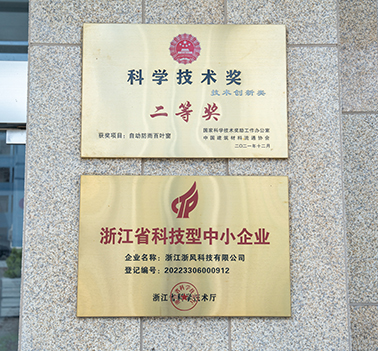 科学技术奖
技术创新奖
二等奖
获奖项目：自动防雨百叶窗
国家科学技术奖励工作办公室
中国建筑材料流通协会
二〇二一年十二月
浙江省科技型中小企业
企业名称：浙江浙风科技有限公司
登记编号：20223306000912
浙江省科学技术厅